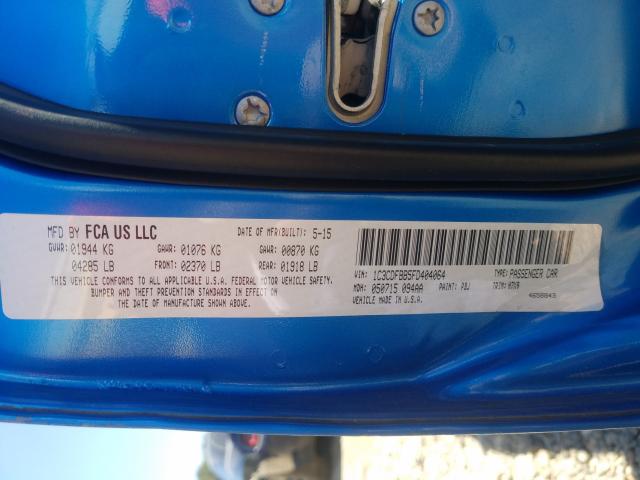 MFD BY FCA US LLC DATE OF MFR(BUILT): 5-15
GVWR: 01944 KG GAWR: 01076 KG GAWR: 00870 KG
04285 LB FRONT: 02370 LB REAR: 01918 LB
THIS VEHICLE CONFORMS TO ALL APPLICABLE U.S.A. FEDERAL MOTOR VEHICLE SAFETY,
BUMPER AND THEFT PREVENTION STANDARDS IN EFFECT ON
THE DATE OF MANUFACTURE SHOWN ABOVE.
VIN: 1C3CDFBB5FD404064 TYPE: PASSENGER CAR
MDH: 050715 094AA PAINT: PBJ TRIM:
MADE IN U.S.A. 4658843